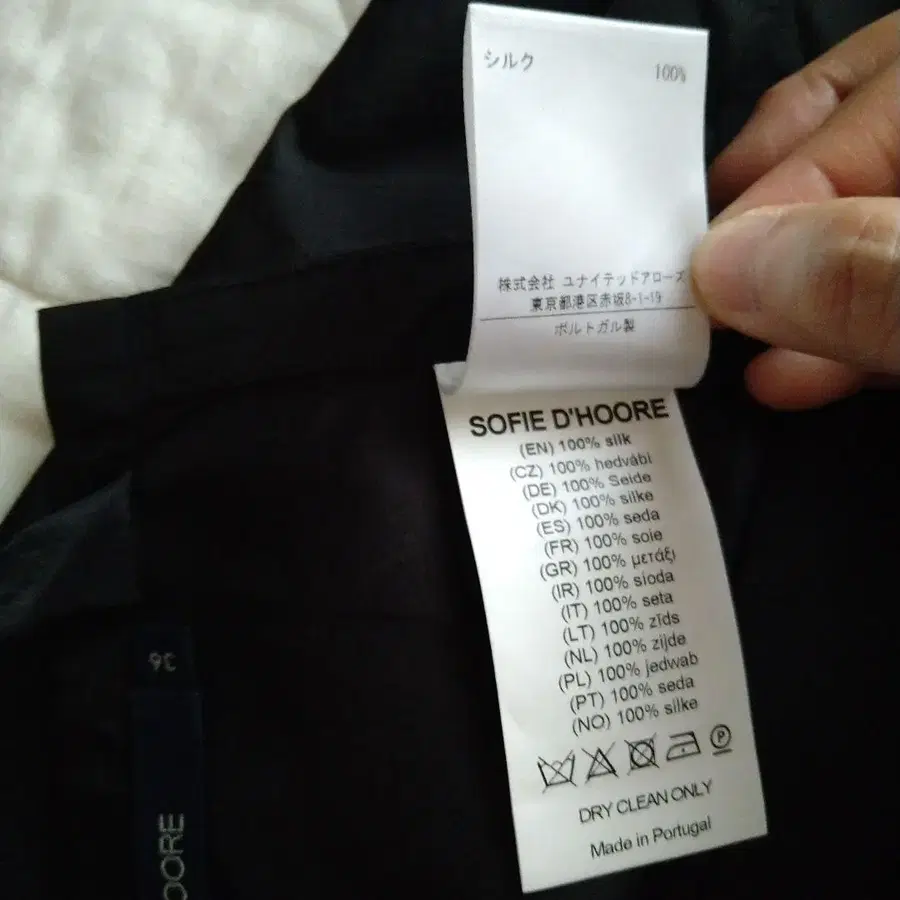 シルク 100%
株式会社 ユナイテッドアローズ
東京都港区赤坂8-1-19
ポルトガル製
SOFIE D'HOORE
(EN) 100% silk
(CZ) 100% hedvábí
(DE) 100% Seide
(DK) 100% silke
(ES) 100% seda
(FR) 100% soie
(GR) 100% μετάξι
(IR) 100% síoda
(IT) 100% seta
(LT) 100% zīds
(NL) 100% zijde
(PL) 100% jedwab
(PT) 100% seda
(NO) 100% silke
P
DRY CLEAN ONLY
Made in Portugal
36
OORE